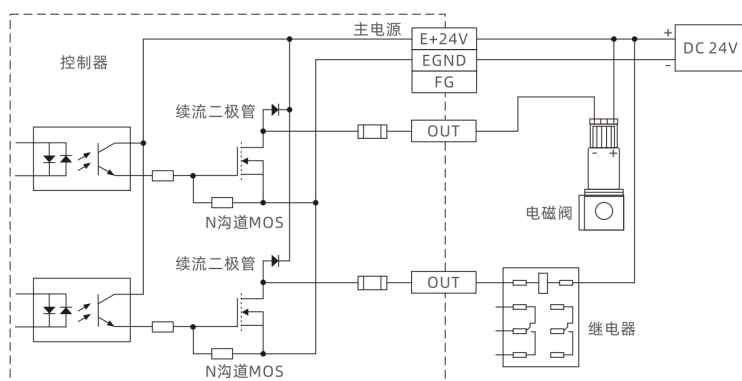 主电源
E+24V
EGND
FG
+
-
DC 24V
控制器
续流二极管
OUT
- +
N沟道MOS
电磁阀
续流二极管
OUT
继电器
N沟道MOS